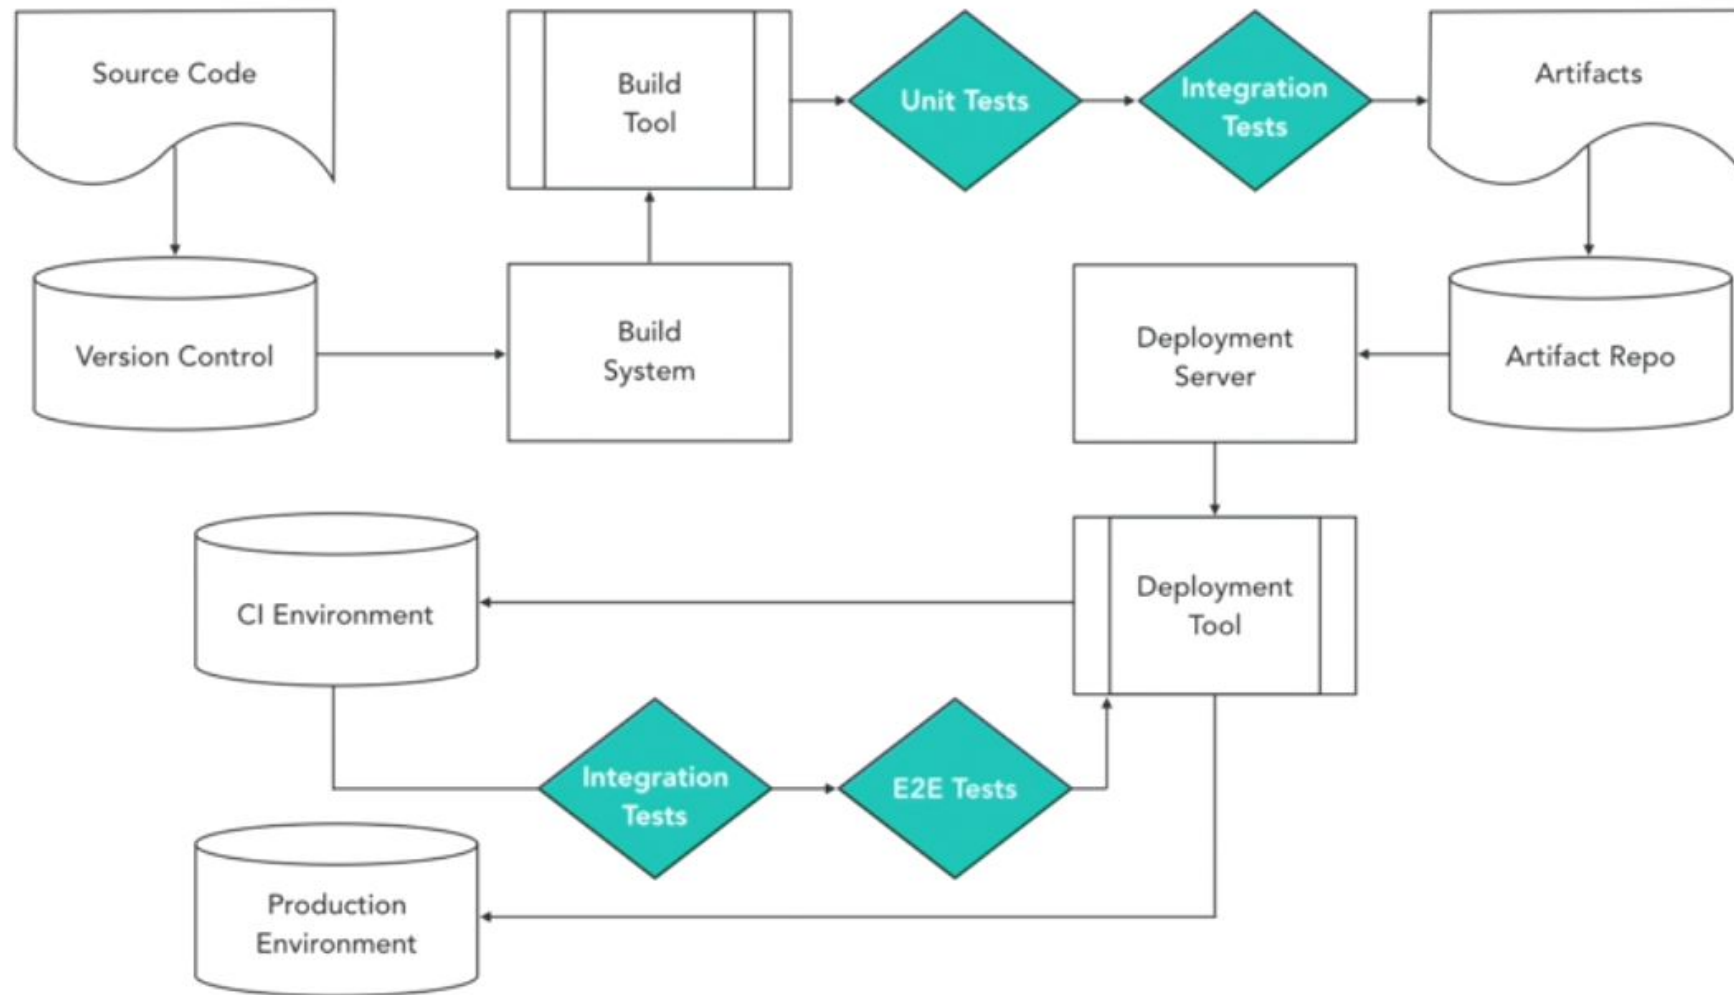 Source Code
Build
Tool
Unit Tests
Integration
Tests
Artifacts
Version Control
Build
System
Deployment
Server
Artifact Repo
CI Environment
Deployment
Tool
Integration
Tests
E2E Tests
Production
Environment